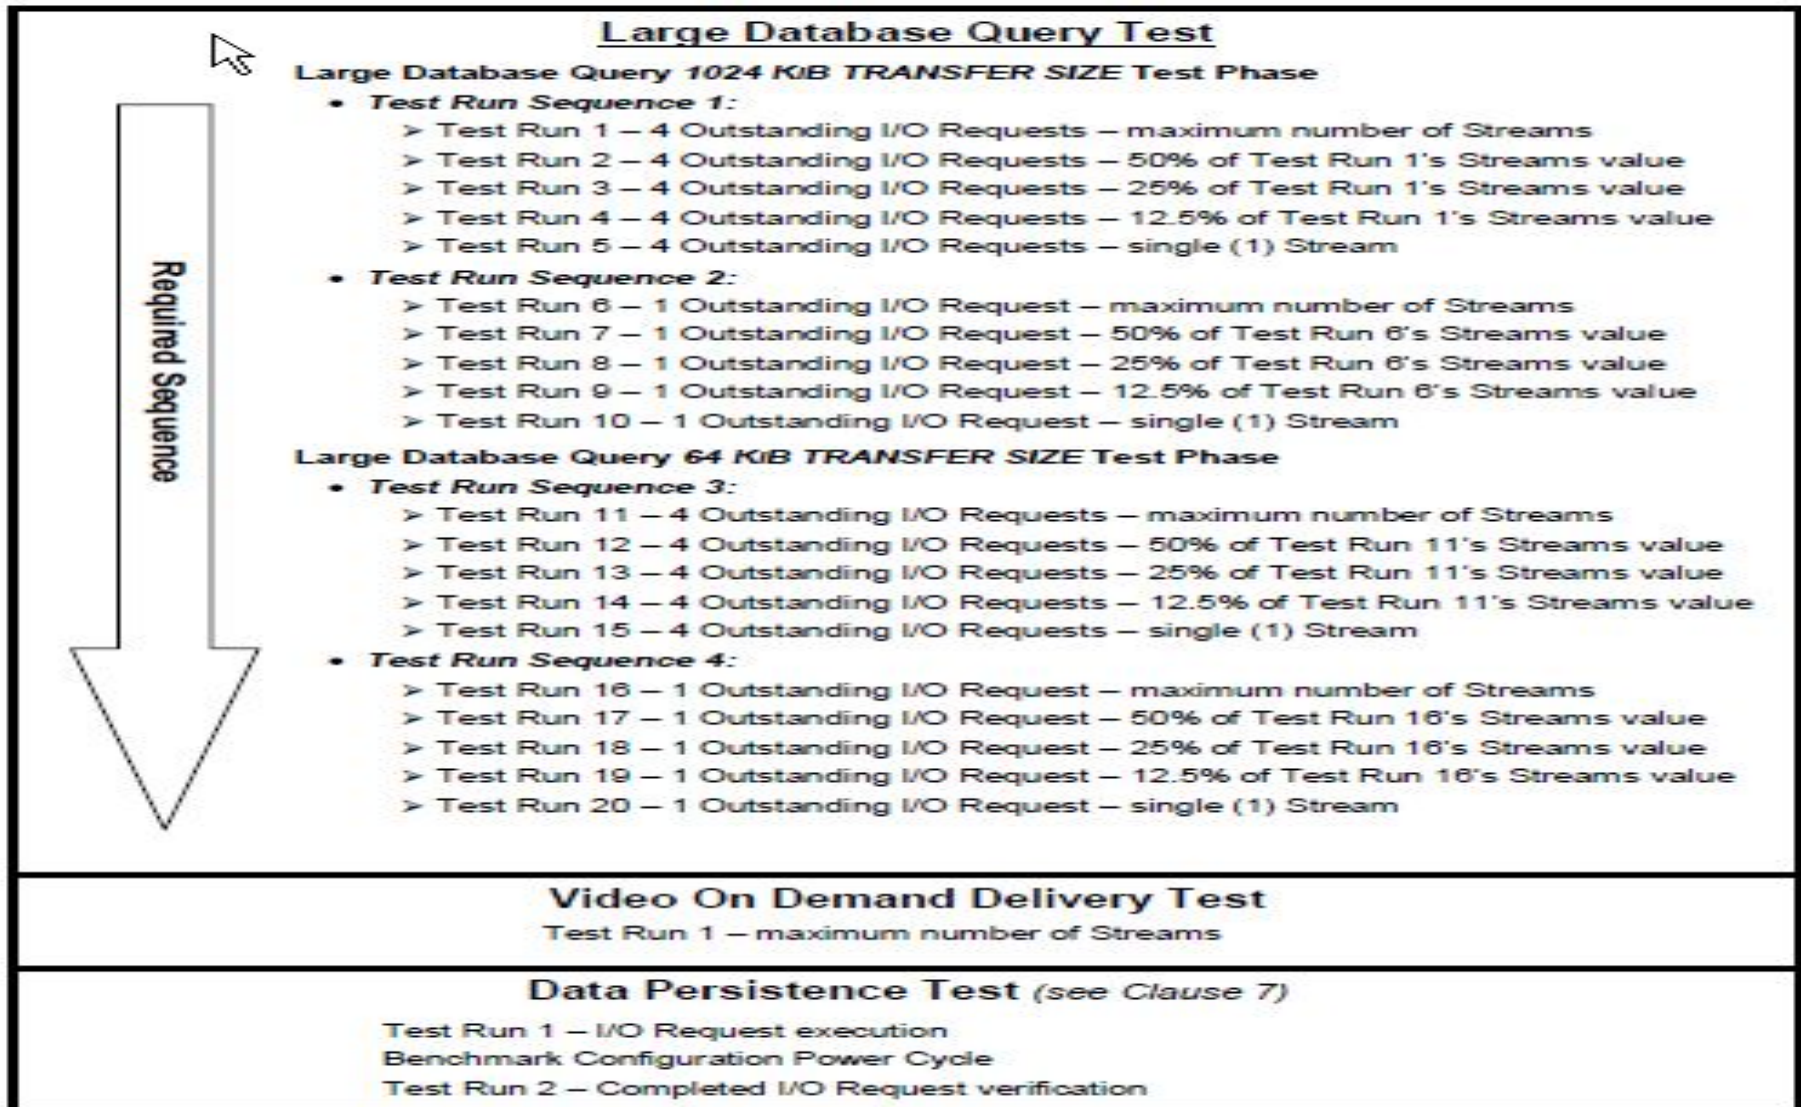 Large Database Query Test
Large Database Query 1024 KiB TRANSFER SIZE Test Phase
• Test Run Sequence 1:
➢ Test Run 1 – 4 Outstanding I/O Requests – maximum number of Streams
➢ Test Run 2 – 4 Outstanding I/O Requests – 50% of Test Run 1's Streams value
➢ Test Run 3 – 4 Outstanding I/O Requests – 25% of Test Run 1's Streams value
➢ Test Run 4 – 4 Outstanding I/O Requests – 12.5% of Test Run 1's Streams value
➢ Test Run 5 – 4 Outstanding I/O Requests – single (1) Stream
• Test Run Sequence 2:
➢ Test Run 6 – 1 Outstanding I/O Request – maximum number of Streams
➢ Test Run 7 – 1 Outstanding I/O Request – 50% of Test Run 6's Streams value
➢ Test Run 8 – 1 Outstanding I/O Request – 25% of Test Run 6's Streams value
➢ Test Run 9 – 1 Outstanding I/O Request – 12.5% of Test Run 6's Streams value
➢ Test Run 10 – 1 Outstanding I/O Request – single (1) Stream
Large Database Query 64 KiB TRANSFER SIZE Test Phase
• Test Run Sequence 3:
➢ Test Run 11 – 4 Outstanding I/O Requests – maximum number of Streams
➢ Test Run 12 – 4 Outstanding I/O Requests – 50% of Test Run 11's Streams value
➢ Test Run 13 – 4 Outstanding I/O Requests – 25% of Test Run 11's Streams value
➢ Test Run 14 – 4 Outstanding I/O Requests – 12.5% of Test Run 11's Streams value
➢ Test Run 15 – 4 Outstanding I/O Requests – single (1) Stream
• Test Run Sequence 4:
➢ Test Run 16 – 1 Outstanding I/O Request – maximum number of Streams
➢ Test Run 17 – 1 Outstanding I/O Request – 50% of Test Run 16's Streams value
➢ Test Run 18 – 1 Outstanding I/O Request – 25% of Test Run 16's Streams value
➢ Test Run 19 – 1 Outstanding I/O Request – 12.5% of Test Run 16's Streams value
➢ Test Run 20 – 1 Outstanding I/O Request – single (1) Stream
Required Sequence
Video On Demand Delivery Test
Test Run 1 – maximum number of Streams
Data Persistence Test (see Clause 7)
Test Run 1 – I/O Request execution
Benchmark Configuration Power Cycle
Test Run 2 – Completed I/O Request verification